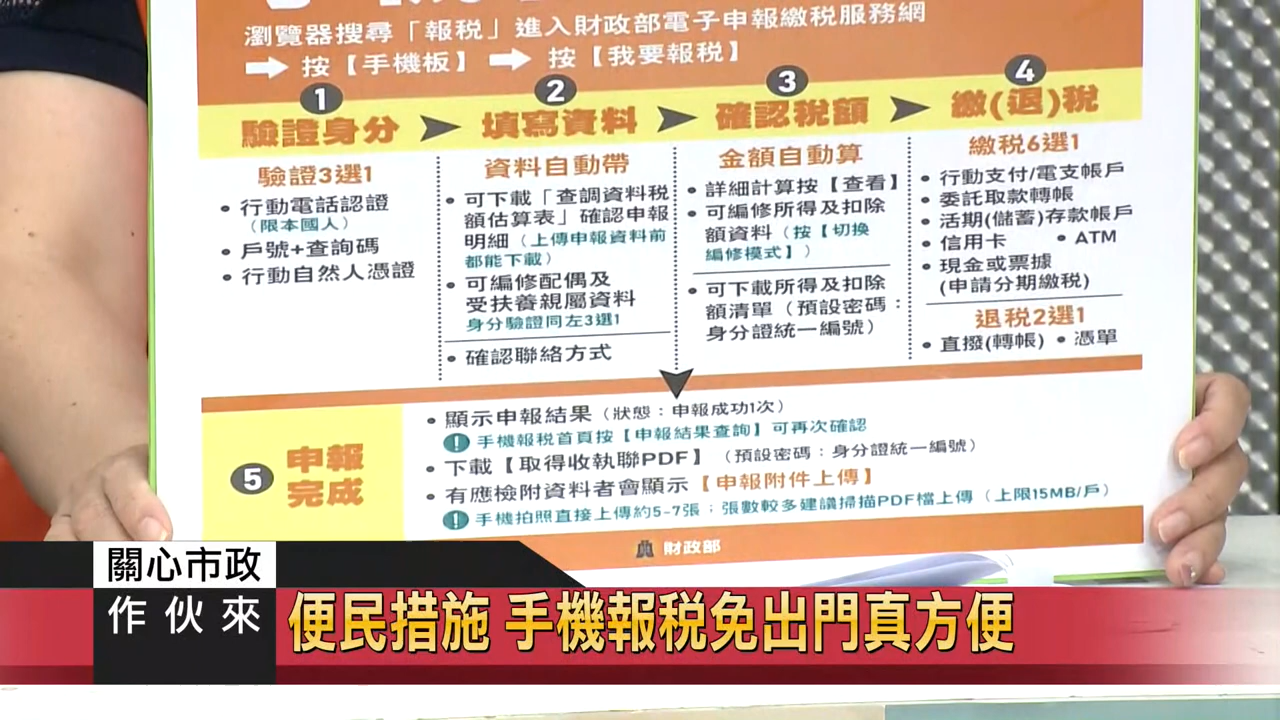 瀏覽器搜尋「報税」進入財政部電子申報繳税服務網
按【手機板】 按【我要報税】
1 驗證身分
驗證3選1
• 行動電話認證
(限本國人)
• 戶號+查詢碼
• 行動自然人憑證
2 填寫資料
資料自動帶
• 可下載「查調資料税
額估算表」確認申報
明細(上傳申報資料前
都能下載)
• 可編修配偶及
受扶養親屬資料
身分驗證同左3選1
• 確認聯絡方式
3 確認税額
金額自動算
• 詳細計算按【查看】
• 可編修所得及扣除
額資料(按【切換
編修模式】)
• 可下載所得及扣除
額清單(預設密碼：
身分證統一編號)
4 繳(退)税
繳税6選1
• 行動支付/電支帳戶
• 委託取款轉帳
• 活期(儲蓄)存款帳戶
• 信用卡 • ATM
• 現金或票據
(申請分期繳税)
退税2選1
• 直撥(轉帳) • 憑單
5 申報
完成
• 顯示申報結果(狀態：申報成功1次)
! 手機報税首頁按【申報結果查詢】可再次確認
• 下載【取得收執聯PDF】(預設密碼：身分證統一編號)
• 有應檢附資料者會顯示【申報附件上傳】
! 手機拍照直接上傳約5-7張；張數較多建議掃描PDF檔上傳(上限15MB/戶)
財政部
關心市政
作伙來
便民措施 手機報税免出門真方便